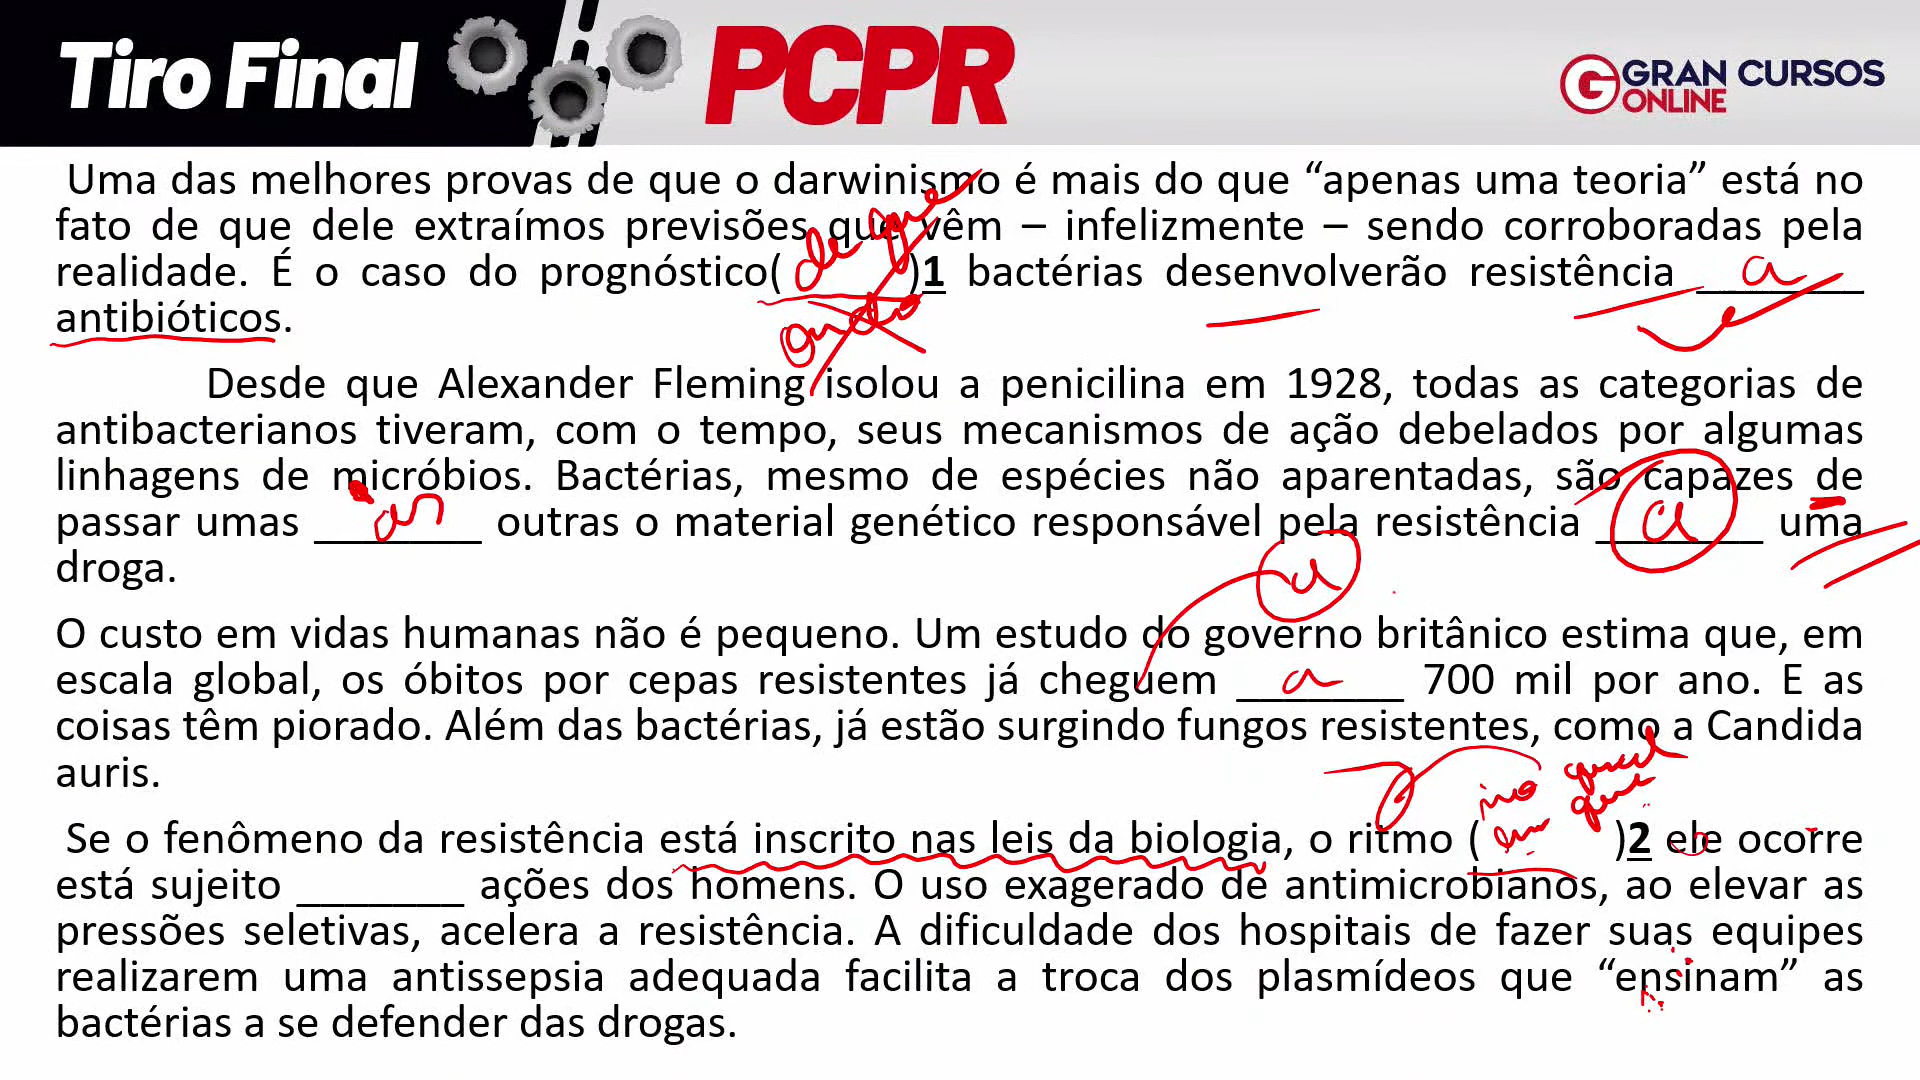 Tiro Final PCPR GRAN CURSOS
ONLINE
Uma das melhores provas de que o darwinismo é mais do que “apenas uma teoria” está no
fato de que dele extraímos previsões que vêm – infelizmente – sendo corroboradas pela
realidade. É o caso do prognóstico( de que )1 bactérias desenvolverão resistência ___a___
antibióticos.
Desde que Alexander Fleming isolou a penicilina em 1928, todas as categorias de
antibacterianos tiveram, com o tempo, seus mecanismos de ação debelados por algumas
linhagens de micróbios. Bactérias, mesmo de espécies não aparentadas, são capazes de
passar umas ___às___ outras o material genético responsável pela resistência ___a___ uma
droga.
a
O custo em vidas humanas não é pequeno. Um estudo do governo britânico estima que, em
escala global, os óbitos por cepas resistentes já cheguem ___a___ 700 mil por ano. E as
coisas têm piorado. Além das bactérias, já estão surgindo fungos resistentes, como a Candida
auris.
no qual
Se o fenômeno da resistência está inscrito nas leis da biologia, o ritmo ( em que )2 ele ocorre
está sujeito _______ ações dos homens. O uso exagerado de antimicrobianos, ao elevar as
pressões seletivas, acelera a resistência. A dificuldade dos hospitais de fazer suas equipes
realizarem uma antissepsia adequada facilita a troca dos plasmídeos que “ensinam” as
bactérias a se defender das drogas.